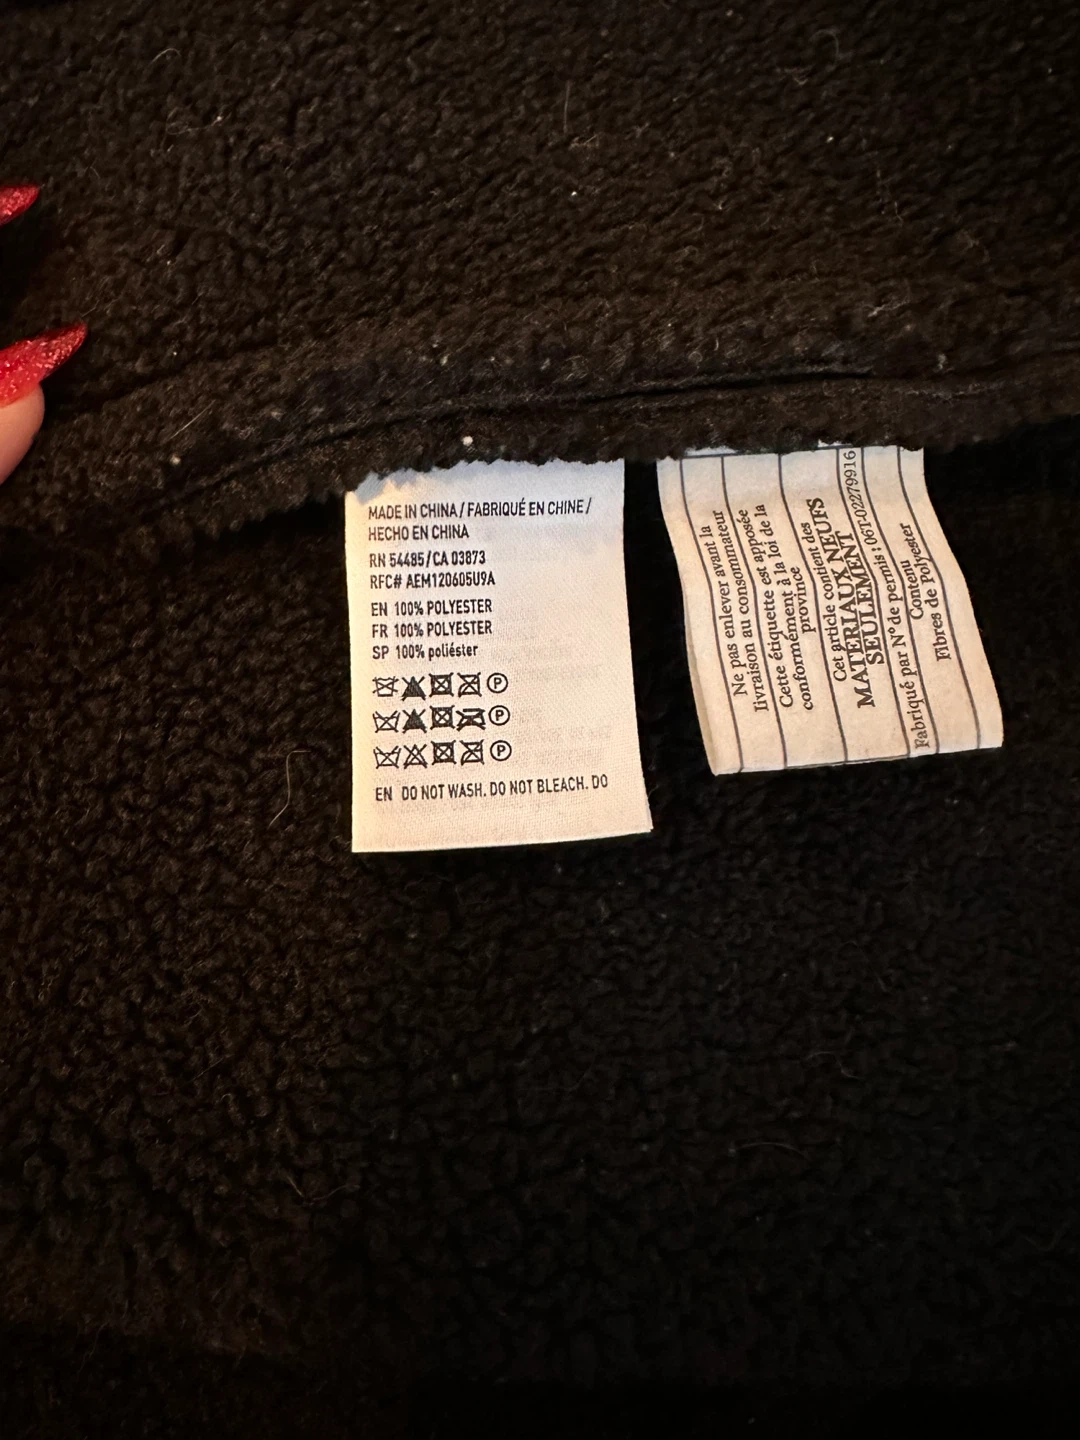 MADE IN CHINA / FABRIQUÉ EN CHINE /
HECHO EN CHINA
RN 54485/CA 03873
RFC# AEM120605U9A
EN 100% POLYESTER
FR 100% POLYESTER
SP 100% poliéster
P
P
P
EN DO NOT WASH. DO NOT BLEACH. DO
Ne pas enlever avant la
livraison au consommateur
Cette étiquette est apposée
conformément à la loi de la
province
Cet article contient des
MATÉRIAUX NEUFS
SEULEMENT
Fabriqué par N° de permis: 06T-02279916
Contenu
Fibres de Polyester